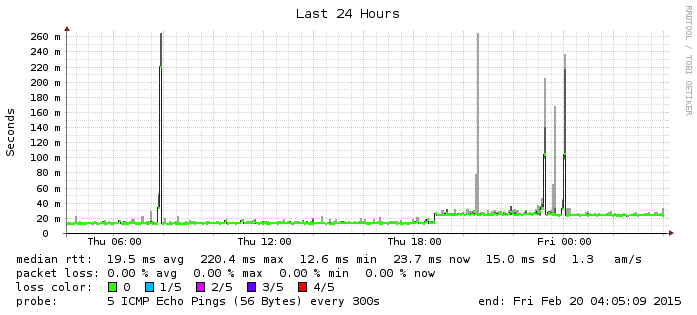 Last 24 Hours
RRDTOOL / TOBI OETIKER
Seconds
260 m
240 m
220 m
200 m
180 m
160 m
140 m
120 m
100 m
80 m
60 m
40 m
20 m
0
Thu 06:00 Thu 12:00 Thu 18:00 Fri 00:00
median rtt: 19.5 ms avg 220.4 ms max 12.6 ms min 23.7 ms now 15.0 ms sd 1.3 am/s
packet loss: 0.00 % avg 0.00 % max 0.00 % min 0.00 % now
loss color: 0 1/5 2/5 3/5 4/5
probe: 5 ICMP Echo Pings (56 Bytes) every 300s end: Fri Feb 20 04:05:09 2015